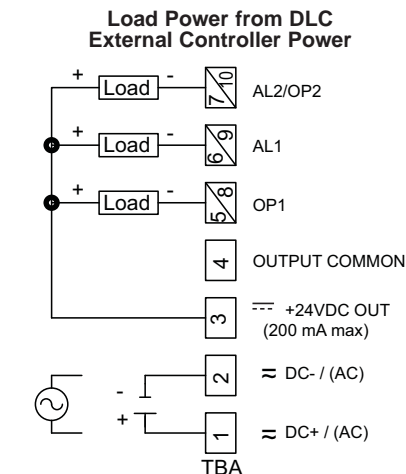 Load Power from DLC
External Controller Power
+ Load - 7/10 AL2/OP2
+ Load - 6/9 AL1
+ Load - 5/8 OP1
4 OUTPUT COMMON
3 +24VDC OUT
(200 mA max)
- 2 ≂ DC- / (AC)
+ 1 ≂ DC+ / (AC)
TBA